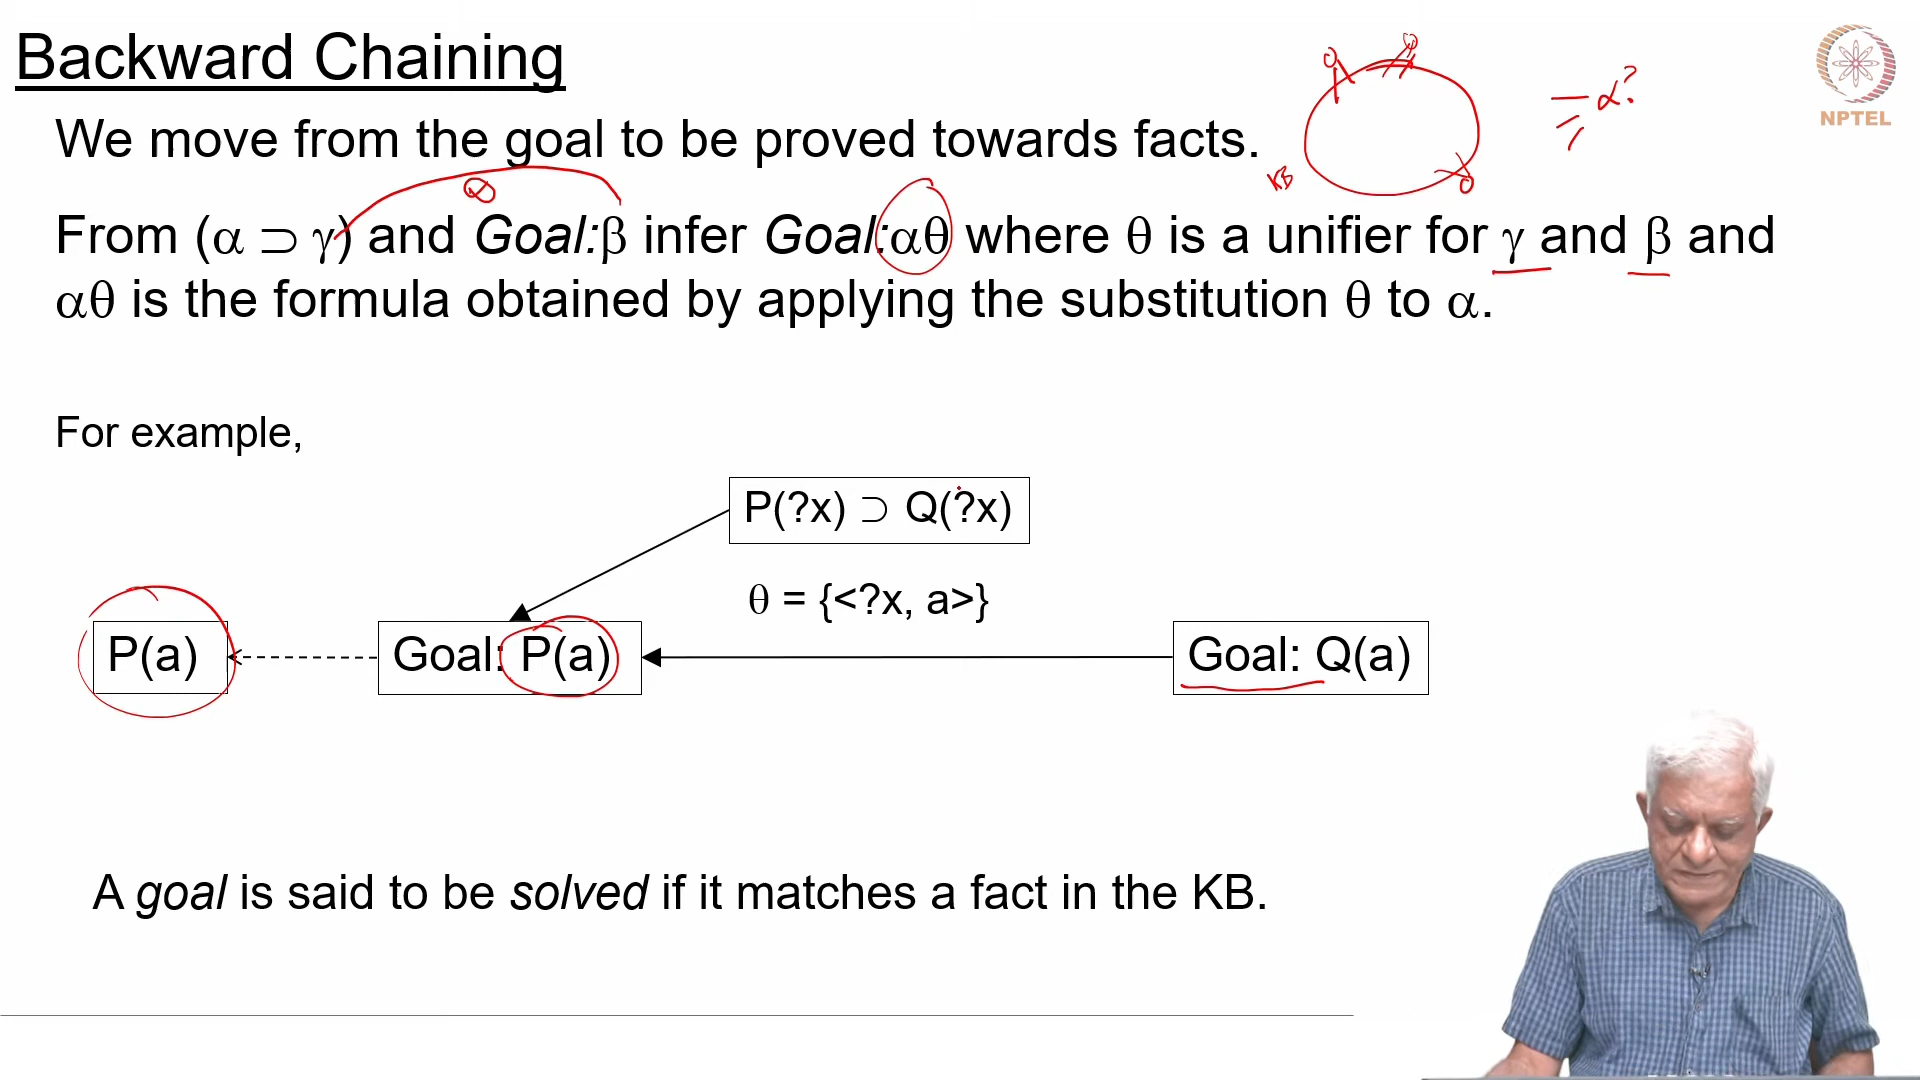 Backward Chaining
We move from the goal to be proved towards facts.
KB
α?
From (α ⊃ γ) and Goal:β infer Goal:αθ where θ is a unifier for γ and β and
αθ is the formula obtained by applying the substitution θ to α.
For example,
P(?x) ⊃ Q(?x)
θ = {<?x, a>}
P(a)
Goal: P(a)
Goal: Q(a)
A goal is said to be solved if it matches a fact in the KB.
NPTEL